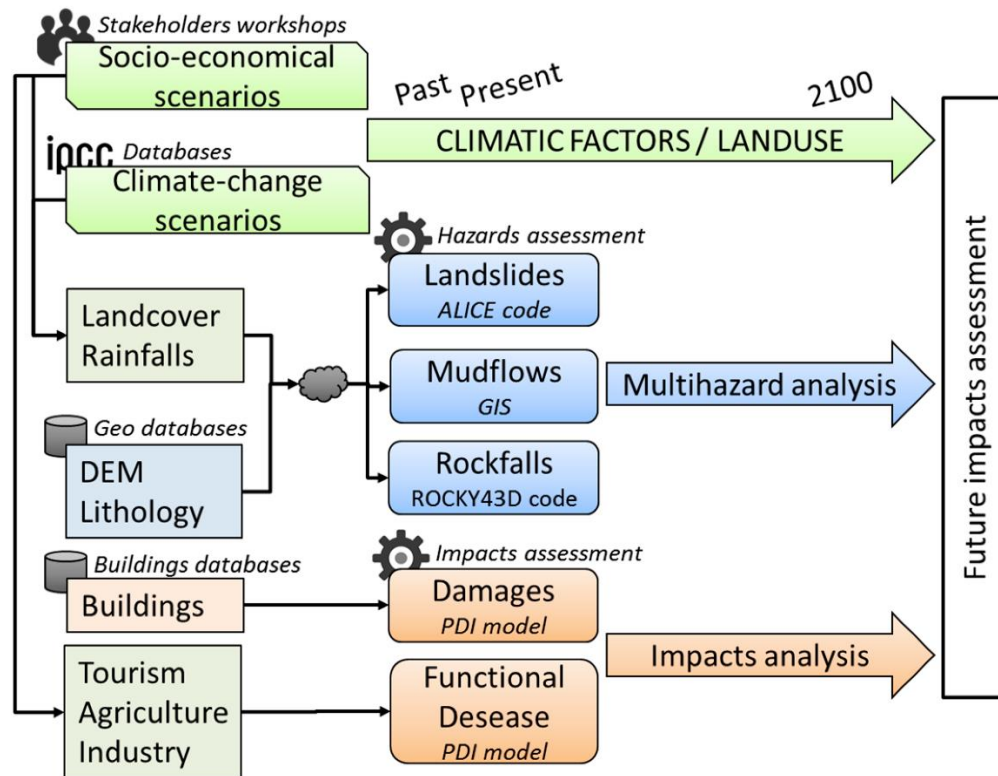 Stakeholders workshops
Socio-economical
scenarios
Past Present
2100
CLIMATIC FACTORS / LANDUSE
ipcc Databases
Climate-change
scenarios
Hazards assessment
Landslides
ALICE code
Landcover
Rainfalls
Mudflows
GIS
Multihazard analysis
Geo databases
DEM
Lithology
Rockfalls
ROCKY43D code
Buildings databases
Buildings
Impacts assessment
Damages
PDI model
Impacts analysis
Tourism
Agriculture
Industry
Functional
Desease
PDI model
Future impacts assessment